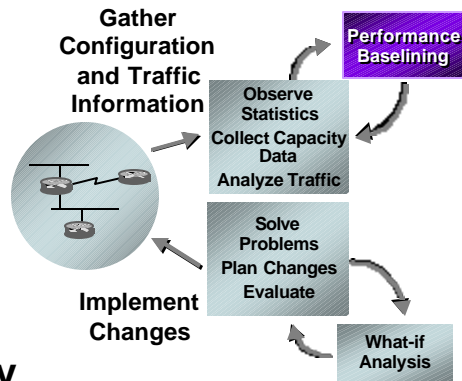 Gather
Configuration
and Traffic
Information
Performance
Baselining
Observe
Statistics
Collect Capacity
Data
Analyze Traffic
Solve
Problems
Plan Changes
Evaluate
Implement
Changes
What-if
Analysis